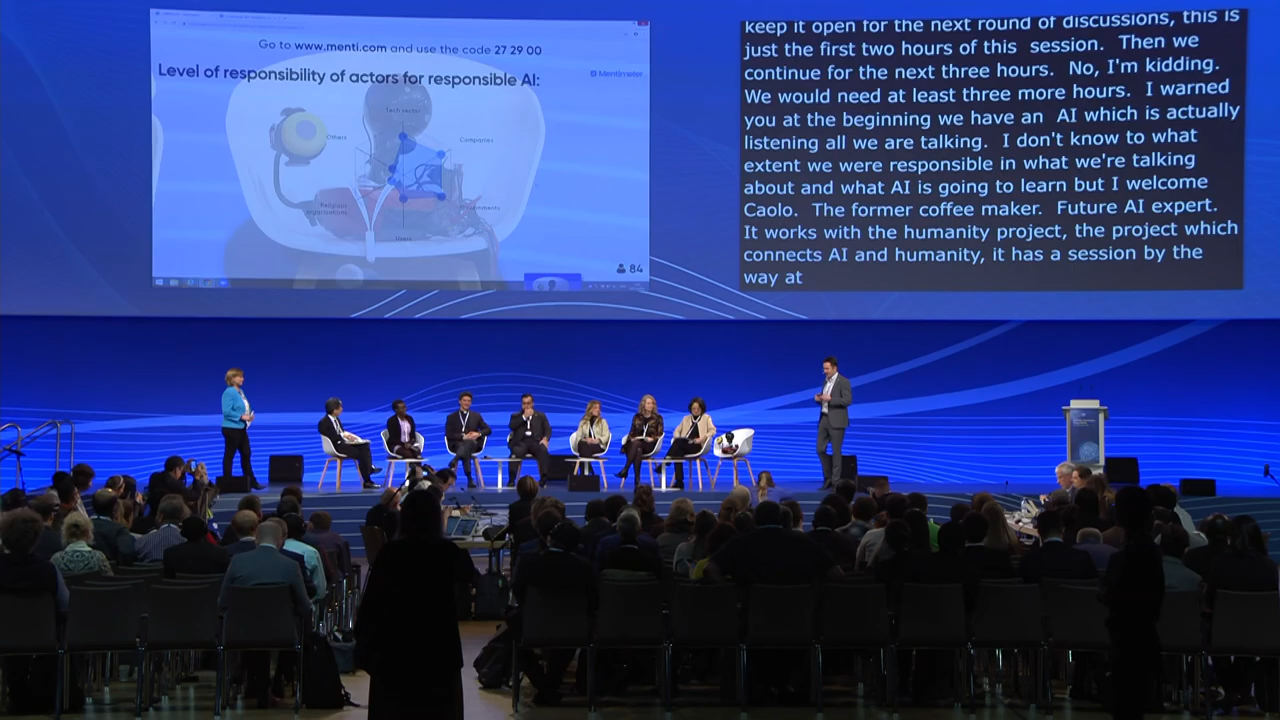 Go to www.menti.com and use the code 27 29 00
Level of responsibility of actors for responsible AI:
Mentimeter
Tech sector
Others
Companies
Religious
organizations
Users
84
keep it open for the next round of discussions, this is
just the first two hours of this session. Then we
continue for the next three hours. No, I'm kidding.
We would need at least three more hours. I warned
you at the beginning we have an AI which is actually
listening all we are talking. I don't know to what
extent we were responsible in what we're talking
about and what AI is going to learn but I welcome
Caolo. The former coffee maker. Future AI expert.
It works with the humanity project, the project which
connects AI and humanity, it has a session by the
way at